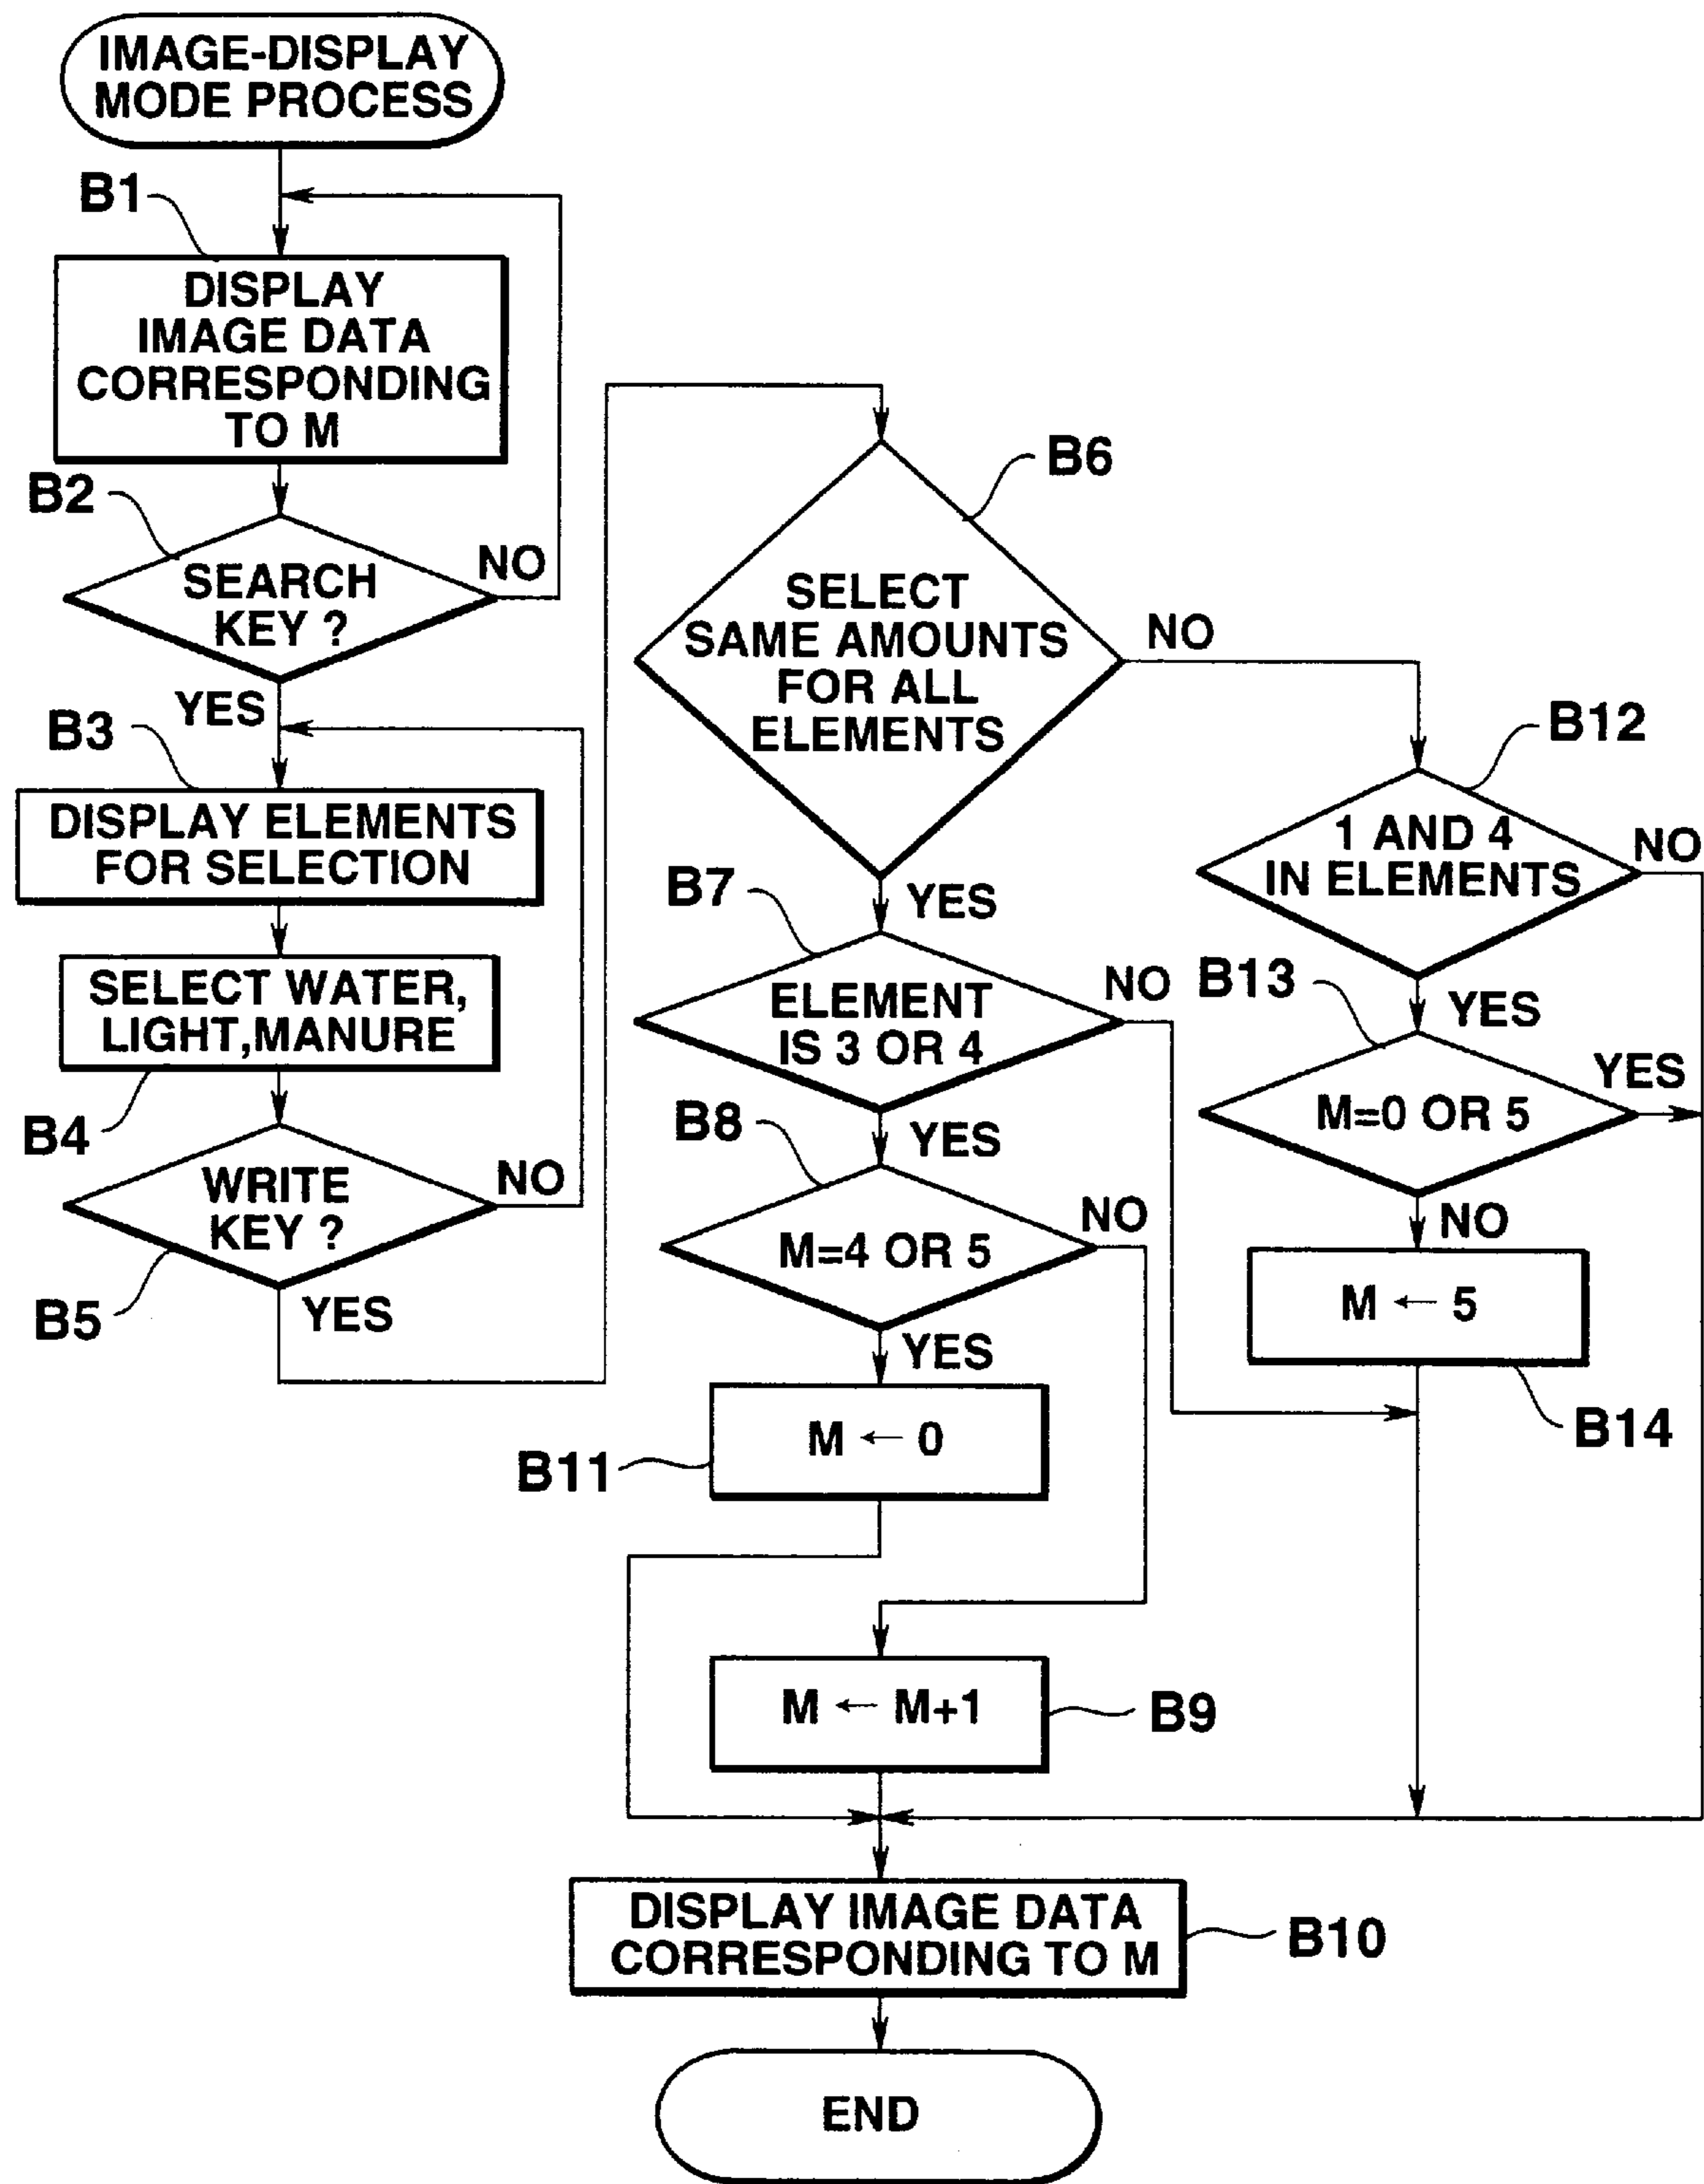 IMAGE-DISPLAY
MODE PROCESS
B1
DISPLAY
IMAGE DATA
CORRESPONDING
TO M
B2
SEARCH
KEY ?
NO
YES
B3
DISPLAY ELEMENTS
FOR SELECTION
SELECT WATER,
LIGHT,MANURE
B4
WRITE
KEY ?
NO
B5
YES
B6
SELECT
SAME AMOUNTS
FOR ALL
ELEMENTS
NO
YES
B7
ELEMENT
IS 3 OR 4
NO
YES
B8
M=4 OR 5
NO
YES
M ← 0
B11
M ← M+1
B9
B12
1 AND 4
IN ELEMENTS
NO
YES
B13
M=0 OR 5
YES
NO
M ← 5
B14
DISPLAY IMAGE DATA
CORRESPONDING TO M
B10
END